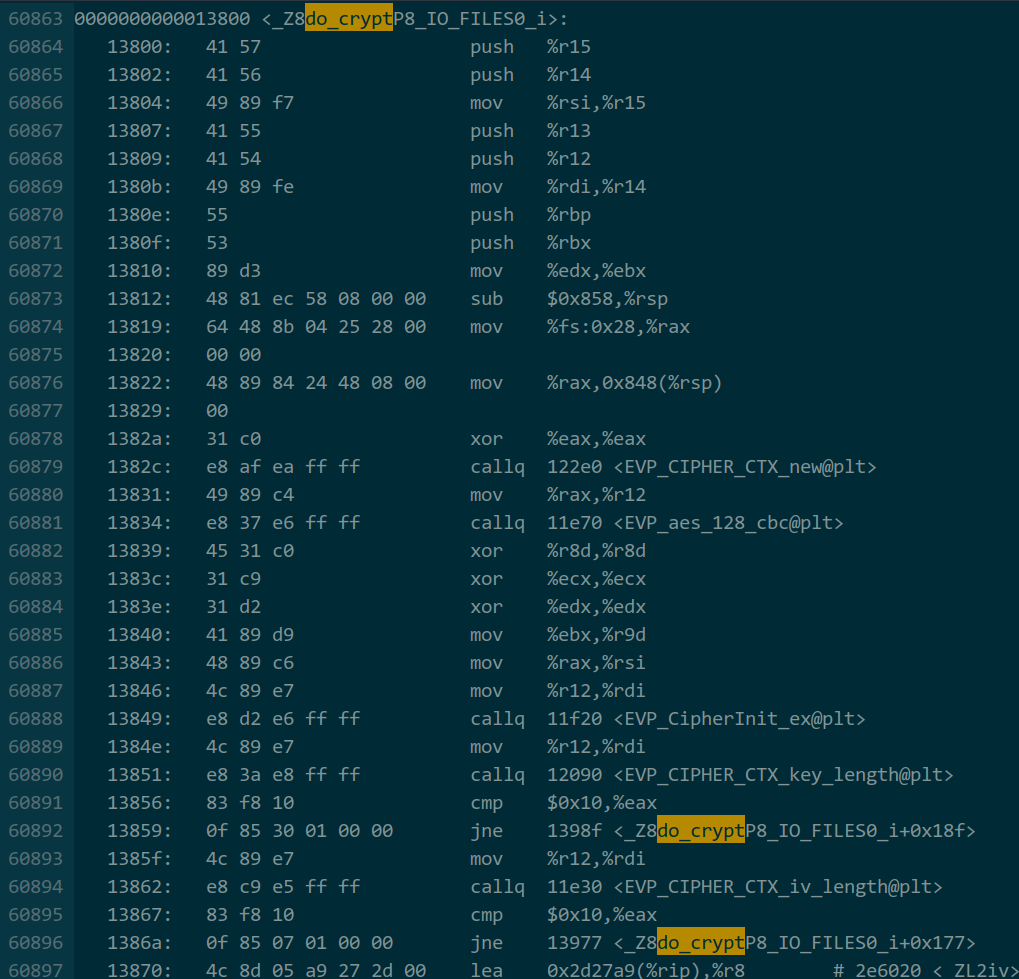 60863 0000000000013800 <_Z8do_cryptP8_IO_FILES0_i>:
60864 13800: 41 57 push %r15
60865 13802: 41 56 push %r14
60866 13804: 49 89 f7 mov %rsi,%r15
60867 13807: 41 55 push %r13
60868 13809: 41 54 push %r12
60869 1380b: 49 89 fe mov %rdi,%r14
60870 1380e: 55 push %rbp
60871 1380f: 53 push %rbx
60872 13810: 89 d3 mov %edx,%ebx
60873 13812: 48 81 ec 58 08 00 00 sub $0x858,%rsp
60874 13819: 64 48 8b 04 25 28 00 mov %fs:0x28,%rax
60875 13820: 00 00
60876 13822: 48 89 84 24 48 08 00 mov %rax,0x848(%rsp)
60877 13829: 00
60878 1382a: 31 c0 xor %eax,%eax
60879 1382c: e8 af ea ff ff callq 122e0 <EVP_CIPHER_CTX_new@plt>
60880 13831: 49 89 c4 mov %rax,%r12
60881 13834: e8 37 e6 ff ff callq 11e70 <EVP_aes_128_cbc@plt>
60882 13839: 45 31 c0 xor %r8d,%r8d
60883 1383c: 31 c9 xor %ecx,%ecx
60884 1383e: 31 d2 xor %edx,%edx
60885 13840: 41 89 d9 mov %ebx,%r9d
60886 13843: 48 89 c6 mov %rax,%rsi
60887 13846: 4c 89 e7 mov %r12,%rdi
60888 13849: e8 d2 e6 ff ff callq 11f20 <EVP_CipherInit_ex@plt>
60889 1384e: 4c 89 e7 mov %r12,%rdi
60890 13851: e8 3a e8 ff ff callq 12090 <EVP_CIPHER_CTX_key_length@plt>
60891 13856: 83 f8 10 cmp $0x10,%eax
60892 13859: 0f 85 30 01 00 00 jne 1398f <_Z8do_cryptP8_IO_FILES0_i+0x18f>
60893 1385f: 4c 89 e7 mov %r12,%rdi
60894 13862: e8 c9 e5 ff ff callq 11e30 <EVP_CIPHER_CTX_iv_length@plt>
60895 13867: 83 f8 10 cmp $0x10,%eax
60896 1386a: 0f 85 07 01 00 00 jne 13977 <_Z8do_cryptP8_IO_FILES0_i+0x177>
60897 13870: 4c 8d 05 a9 27 2d 00 lea 0x2d27a9(%rip),%r8 # 2e6020 <_ZL2iv>